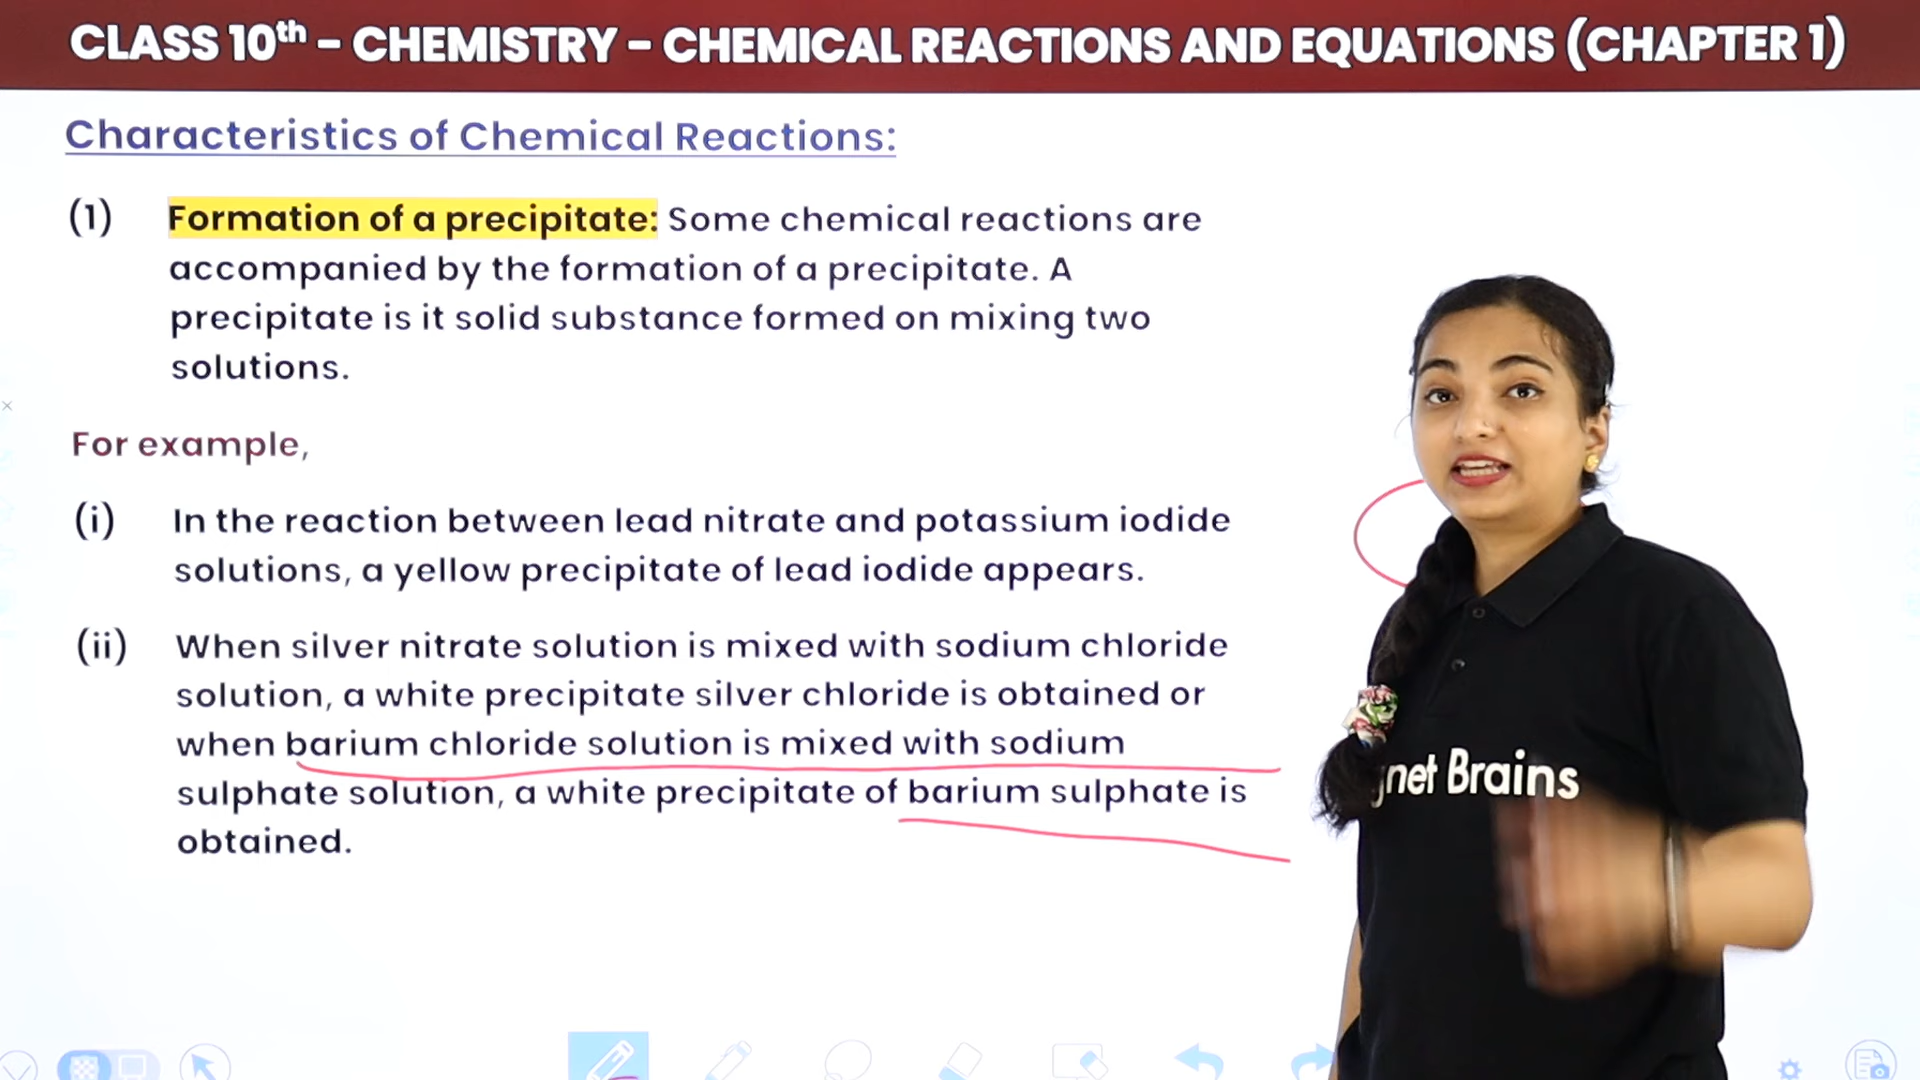 CLASS 10th – CHEMISTRY – CHEMICAL REACTIONS AND EQUATIONS (CHAPTER 1)
Characteristics of Chemical Reactions:
(1) Formation of a precipitate: Some chemical reactions are
accompanied by the formation of a precipitate. A
precipitate is it solid substance formed on mixing two
solutions.
For example,
(i) In the reaction between lead nitrate and potassium iodide
solutions, a yellow precipitate of lead iodide appears.
(ii) When silver nitrate solution is mixed with sodium chloride
solution, a white precipitate silver chloride is obtained or
when barium chloride solution is mixed with sodium
sulphate solution, a white precipitate of barium sulphate is
obtained.
gnet Brains